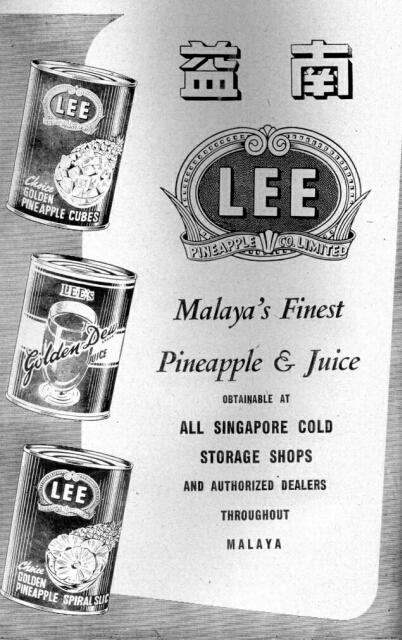 南益
LEE
PINEAPPLE CO. LIMITED
Malaya's Finest
Pineapple & Juice
OBTAINABLE AT
ALL SINGAPORE COLD
STORAGE SHOPS
AND AUTHORIZED DEALERS
THROUGHOUT
MALAYA
LEE
Choice
GOLDEN
PINEAPPLE CUBES
LEE'S
Golden Dew
JUICE
LEE
Choice
GOLDEN
PINEAPPLE SPIRAL SLIC